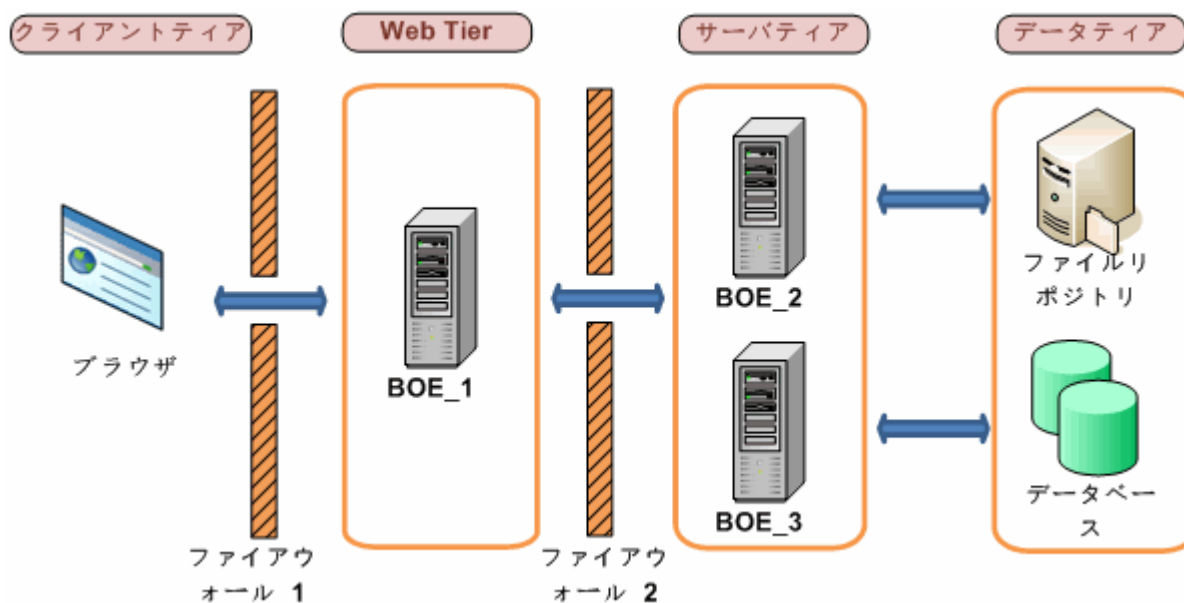 クライアントティア
Web Tier
サーバティア
データティア
ブラウザ
BOE_1
BOE_2
BOE_3
ファイルリ
ポジトリ
データベー
ス
ファイアウ
ォール 1
ファイアウ
ォール 2